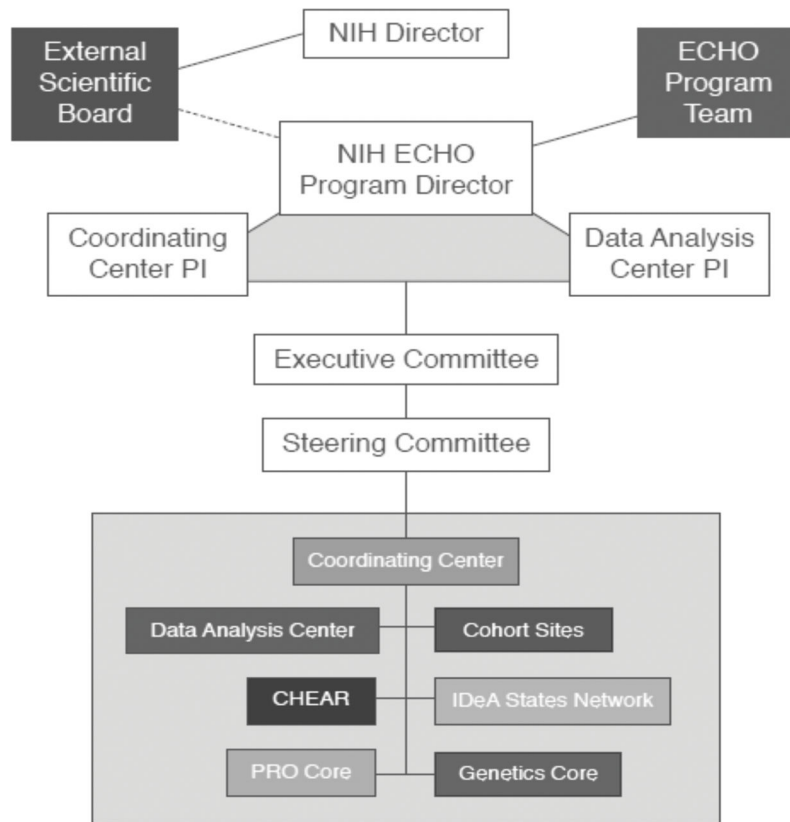 NIH Director
External
Scientific
Board
ECHO
Program
Team
NIH ECHO
Program Director
Coordinating
Center PI
Data Analysis
Center PI
Executive Committee
Steering Committee
Coordinating Center
Data Analysis Center
Cohort Sites
CHEAR
IDeA States Network
PRO Core
Genetics Core